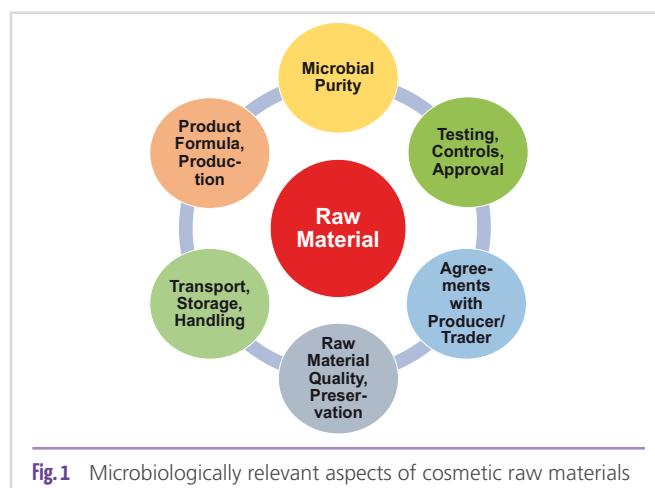 Microbial
Purity
Testing,
Controls,
Approval
Agree-
ments
with
Producer/
Trader
Raw
Material
Quality,
Preser-
vation
Transport,
Storage,
Handling
Product
Formula,
Produc-
tion
Raw
Material
Fig. 1 Microbiologically relevant aspects of cosmetic raw materials